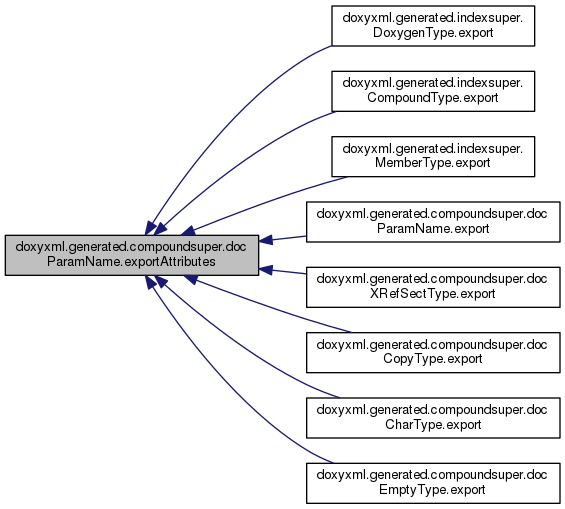 doxyxml.generated.indexsuper.
DoxygenType.export
doxyxml.generated.indexsuper.
CompoundType.export
doxyxml.generated.indexsuper.
MemberType.export
doxyxml.generated.compoundsuper.doc
ParamName.export
doxyxml.generated.compoundsuper.doc
ParamName.exportAttributes
doxyxml.generated.compoundsuper.doc
XRefSectType.export
doxyxml.generated.compoundsuper.doc
CopyType.export
doxyxml.generated.compoundsuper.doc
CharType.export
doxyxml.generated.compoundsuper.doc
EmptyType.export